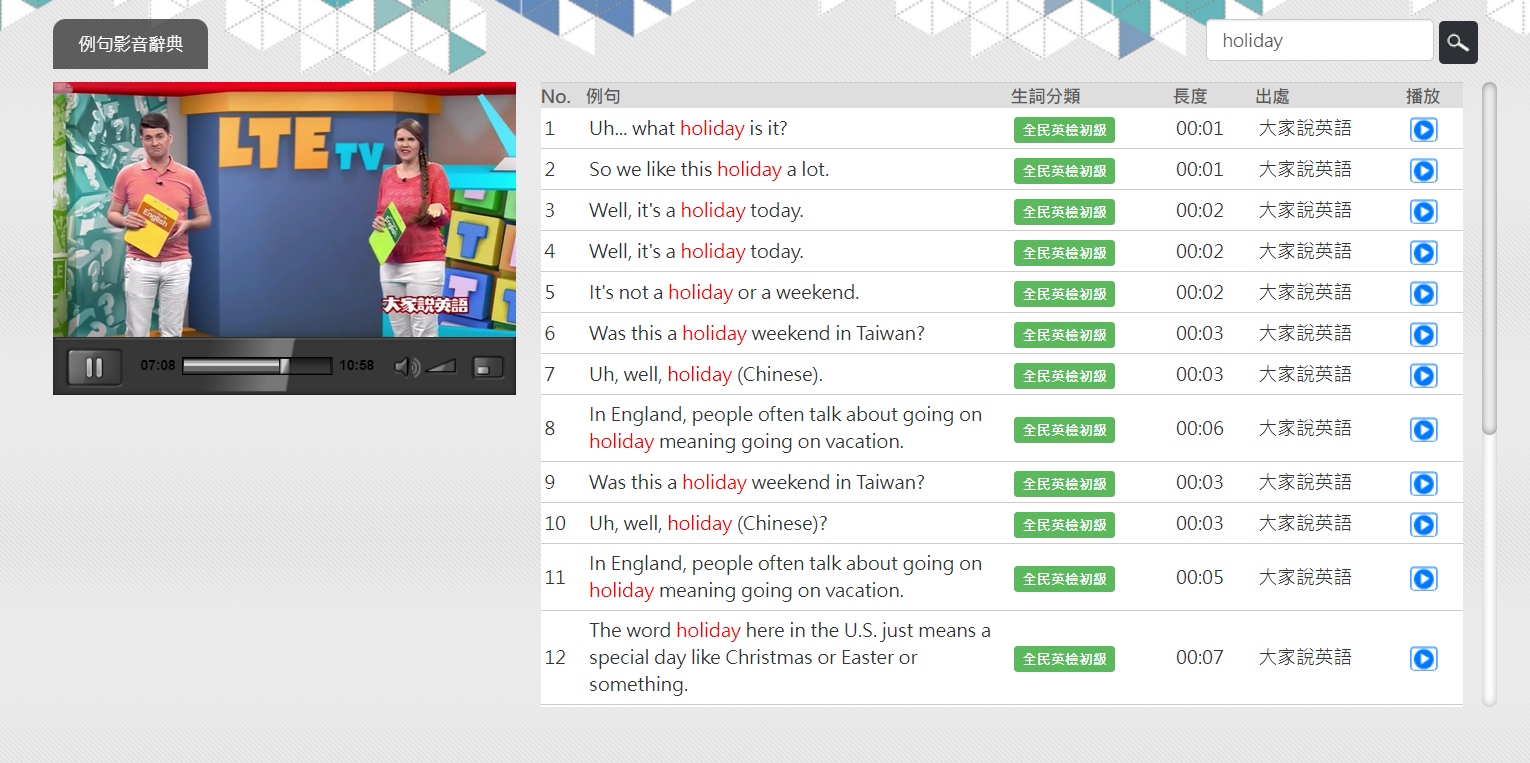 例句影音辭典
holiday
LTE TV
English
大家說英語
07:08
10:58
No. 例句 生詞分類 長度 出處 播放
1 Uh... what holiday is it? 全民英檢初級 00:01 大家說英語
2 So we like this holiday a lot. 全民英檢初級 00:01 大家說英語
3 Well, it's a holiday today. 全民英檢初級 00:02 大家說英語
4 Well, it's a holiday today. 全民英檢初級 00:02 大家說英語
5 It's not a holiday or a weekend. 全民英檢初級 00:02 大家說英語
6 Was this a holiday weekend in Taiwan? 全民英檢初級 00:03 大家說英語
7 Uh, well, holiday (Chinese). 全民英檢初級 00:03 大家說英語
8 In England, people often talk about going on
holiday meaning going on vacation. 全民英檢初級 00:06 大家說英語
9 Was this a holiday weekend in Taiwan? 全民英檢初級 00:03 大家說英語
10 Uh, well, holiday (Chinese)? 全民英檢初級 00:03 大家說英語
11 In England, people often talk about going on
holiday meaning going on vacation. 全民英檢初級 00:05 大家說英語
12 The word holiday here in the U.S. just means a
special day like Christmas or Easter or
something. 全民英檢初級 00:07 大家說英語